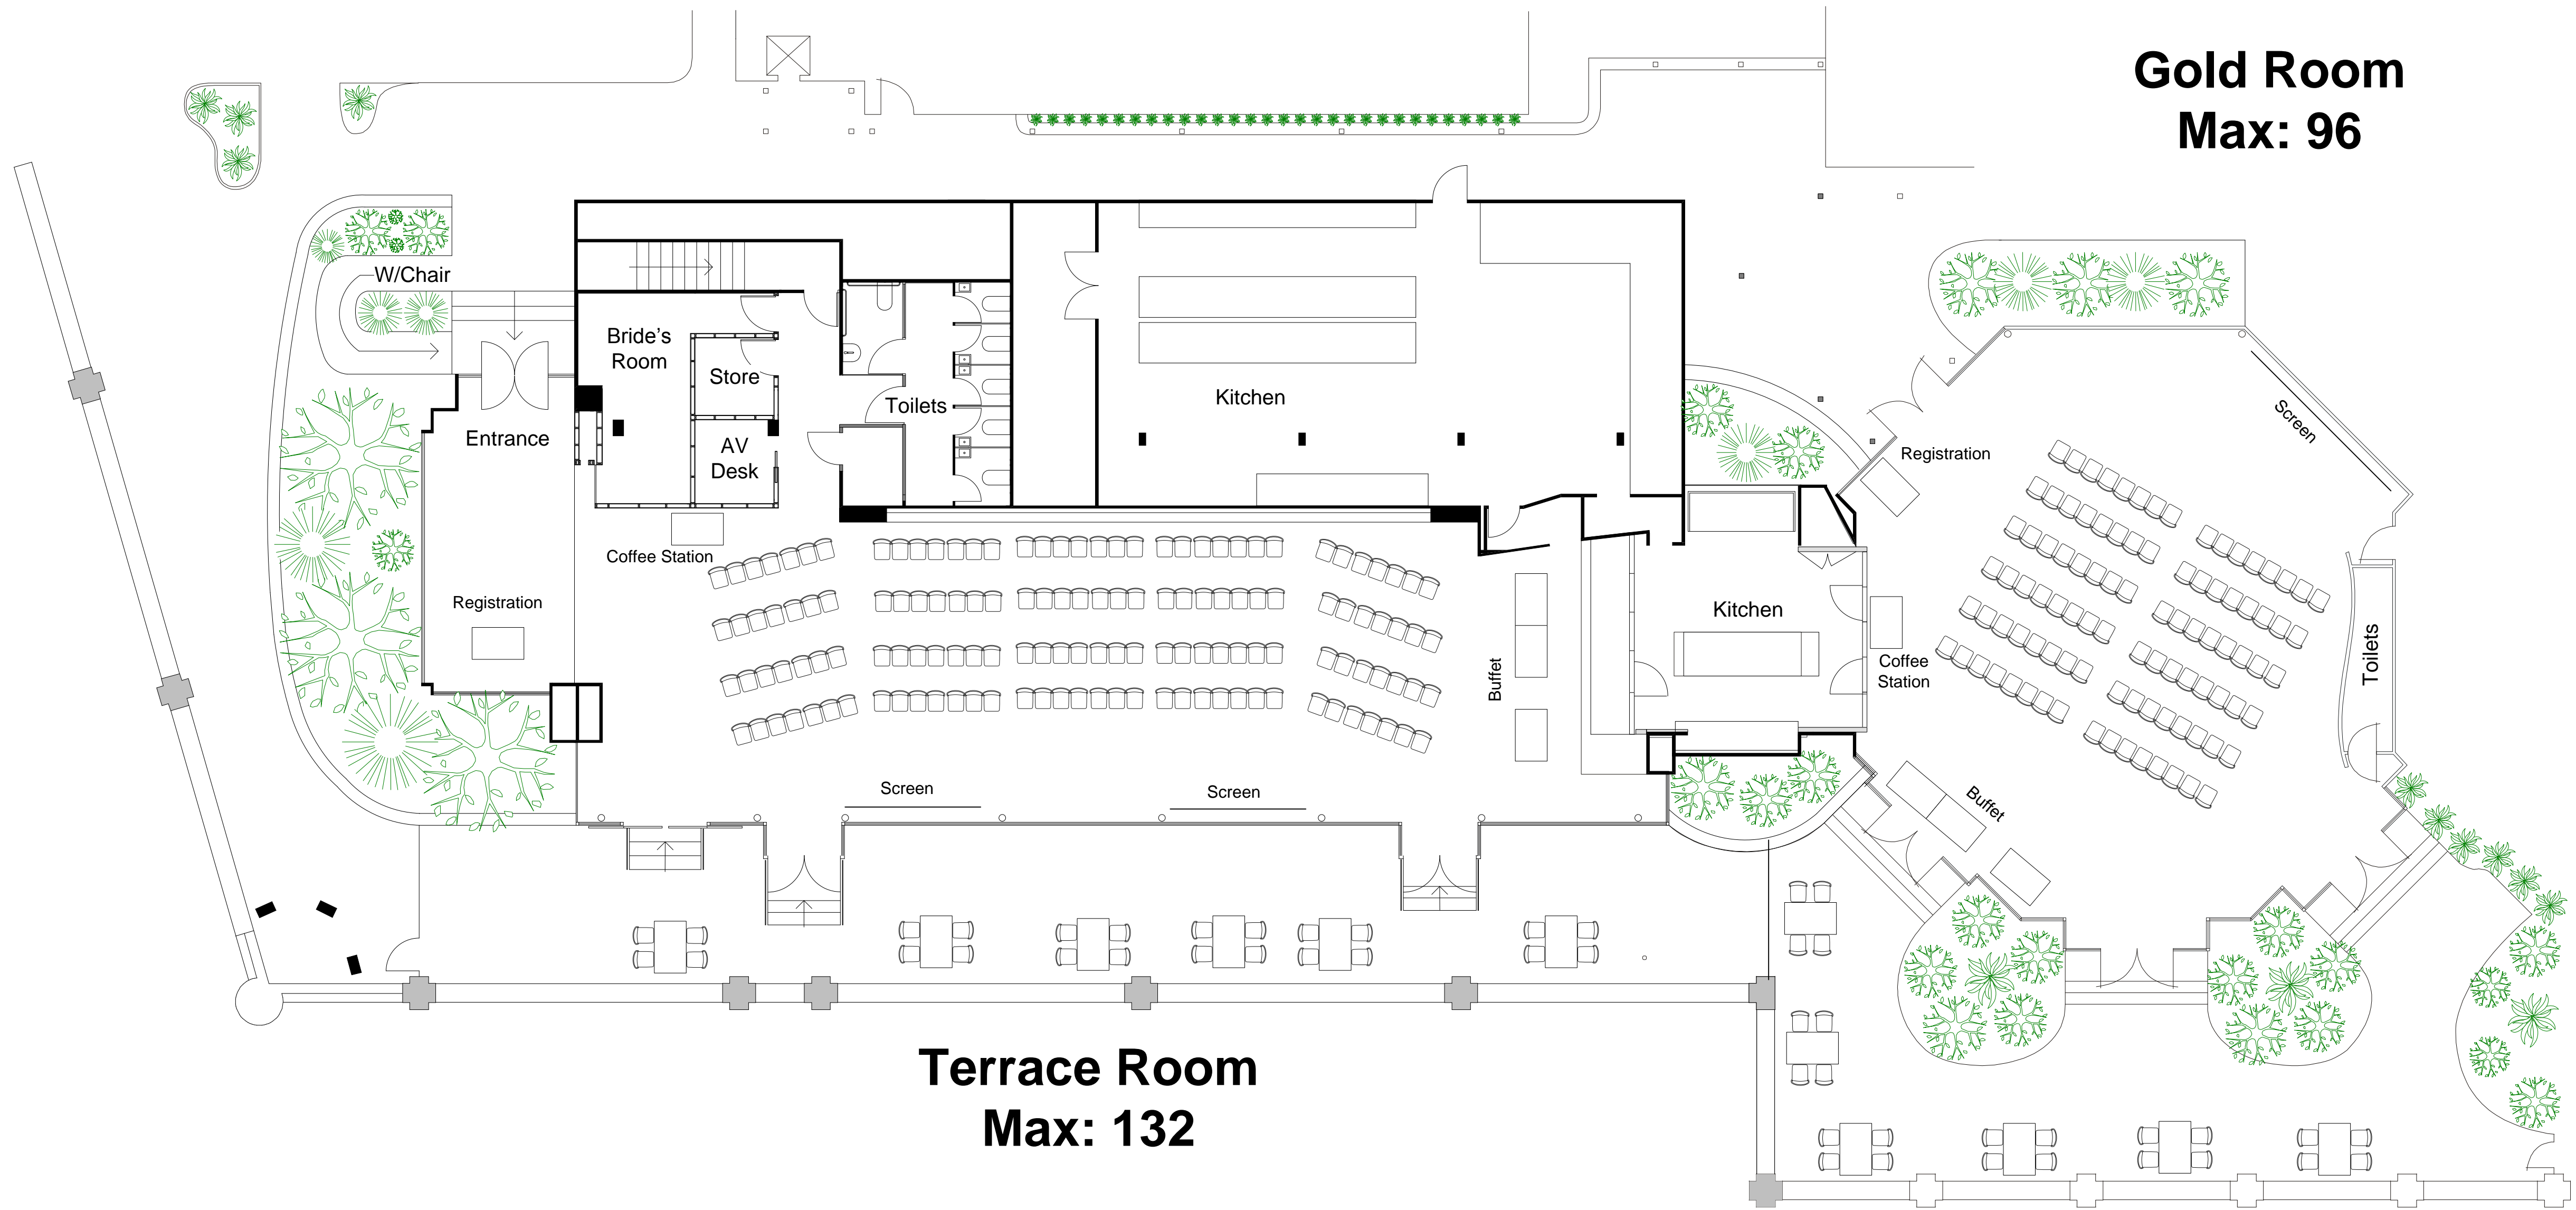 Gold Room
Max: 96
W/Chair
Bride's
Room
Store
Toilets
Kitchen
Entrance
AV
Desk
Screen
Registration
Coffee Station
Registration
Kitchen
Buffet
Coffee
Station
Toilets
Screen
Screen
Buffet
Terrace Room
Max: 132